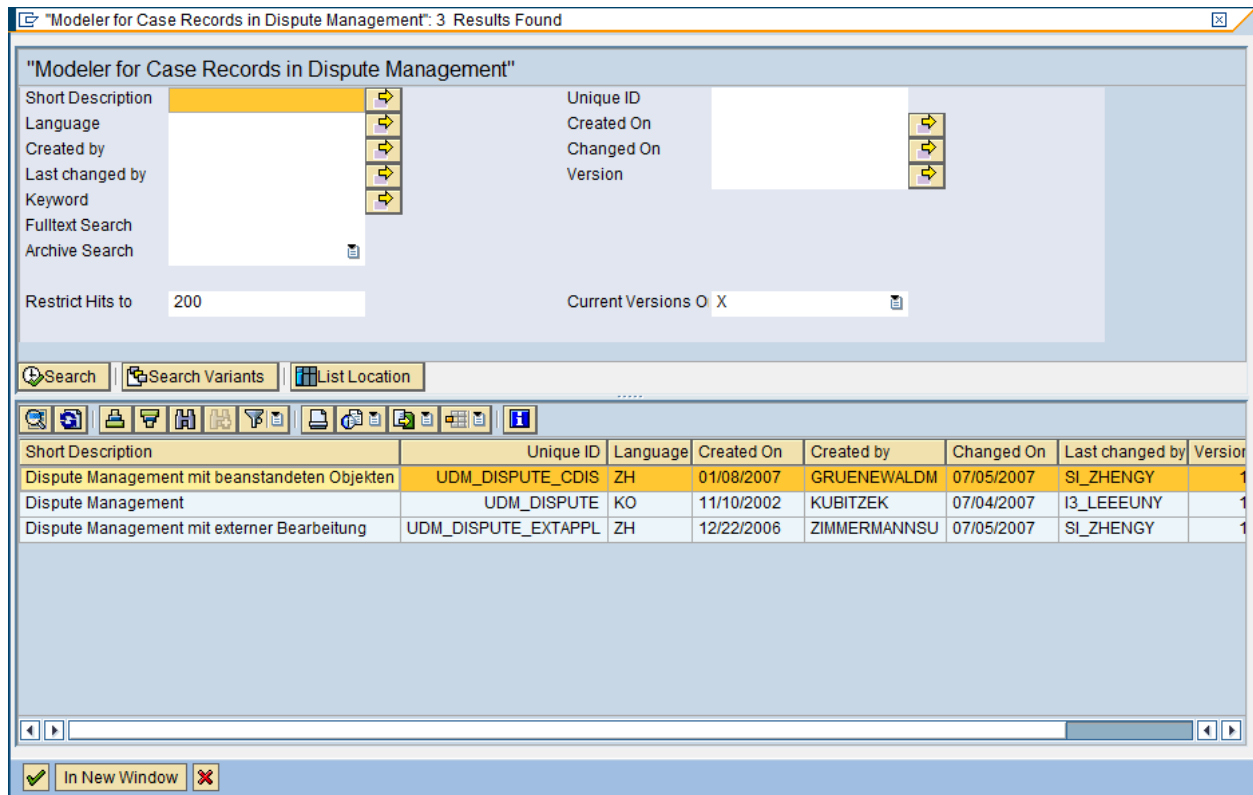 "Modeler for Case Records in Dispute Management": 3 Results Found
"Modeler for Case Records in Dispute Management"
Short Description Unique ID
Language Created On
Created by Changed On
Last changed by Version
Keyword
Fulltext Search
Archive Search
Restrict Hits to 200 Current Versions O X
Search Search Variants List Location
Short Description Unique ID Language Created On Created by Changed On Last changed by Version
Dispute Management mit beanstandeten Objekten UDM_DISPUTE_CDIS ZH 01/08/2007 GRUENEWALDM 07/05/2007 SI_ZHENGY 1
Dispute Management UDM_DISPUTE KO 11/10/2002 KUBITZEK 07/04/2007 I3_LEEEUNY 1
Dispute Management mit externer Bearbeitung UDM_DISPUTE_EXTAPPL ZH 12/22/2006 ZIMMERMANNSU 07/05/2007 SI_ZHENGY 1
In New Window